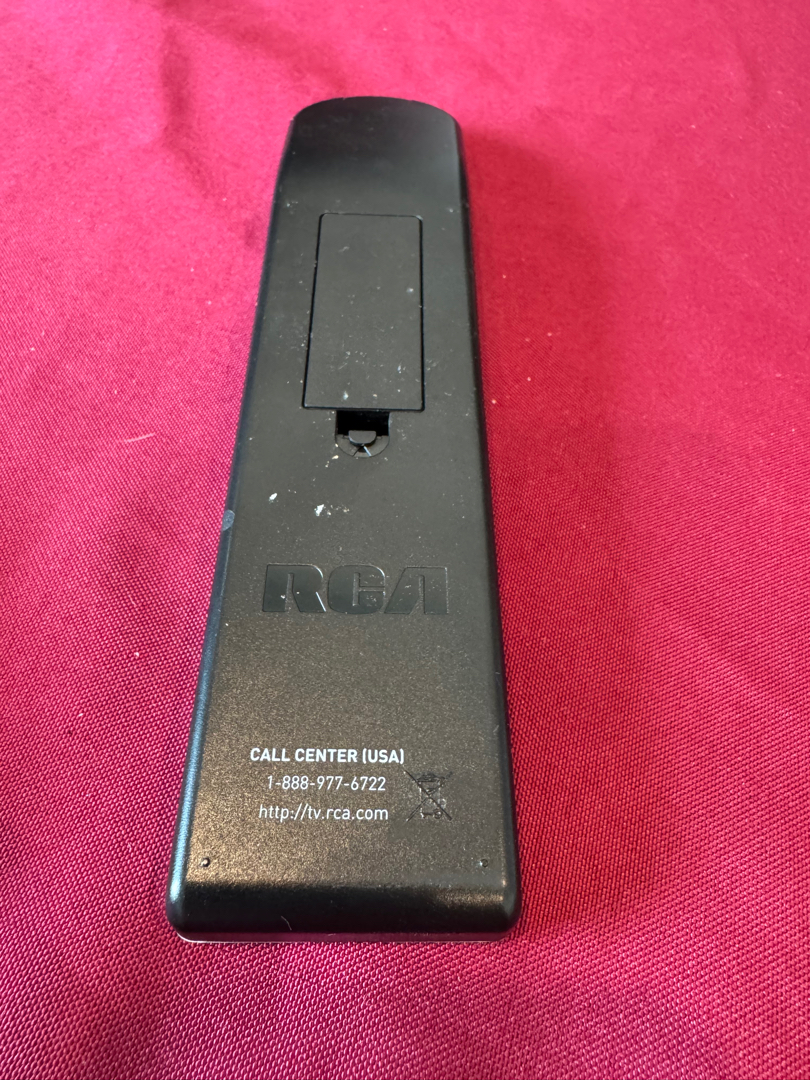 RCA
CALL CENTER (USA)
1-888-977-6722
http://tv.rca.com